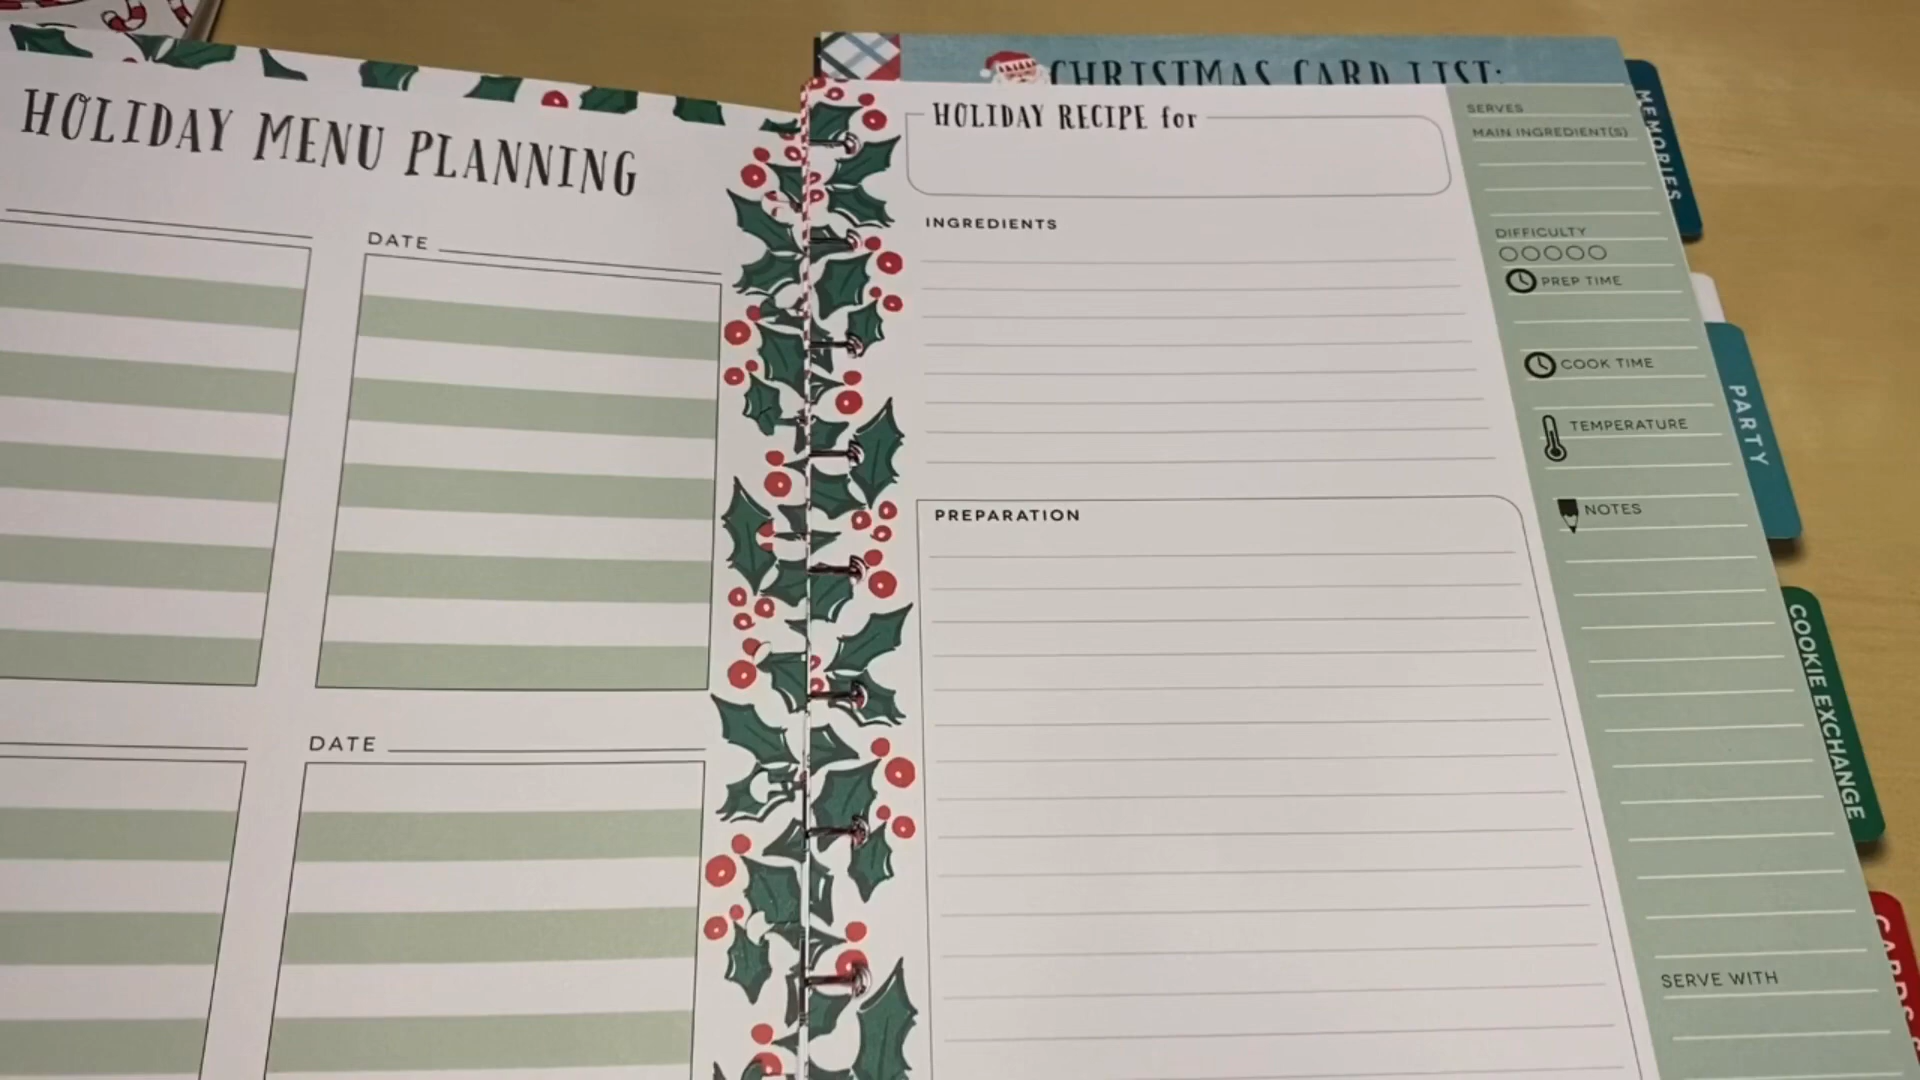 HOLIDAY MENU PLANNING
DATE
DATE
CHRISTMAS CARD LIST:
HOLIDAY RECIPE for
INGREDIENTS
PREPARATION
SERVES
MAIN INGREDIENT(S)
DIFFICULTY
PREP TIME
COOK TIME
TEMPERATURE
NOTES
SERVE WITH
MEMORIES
PARTY
COOKIE EXCHANGE
CARDS